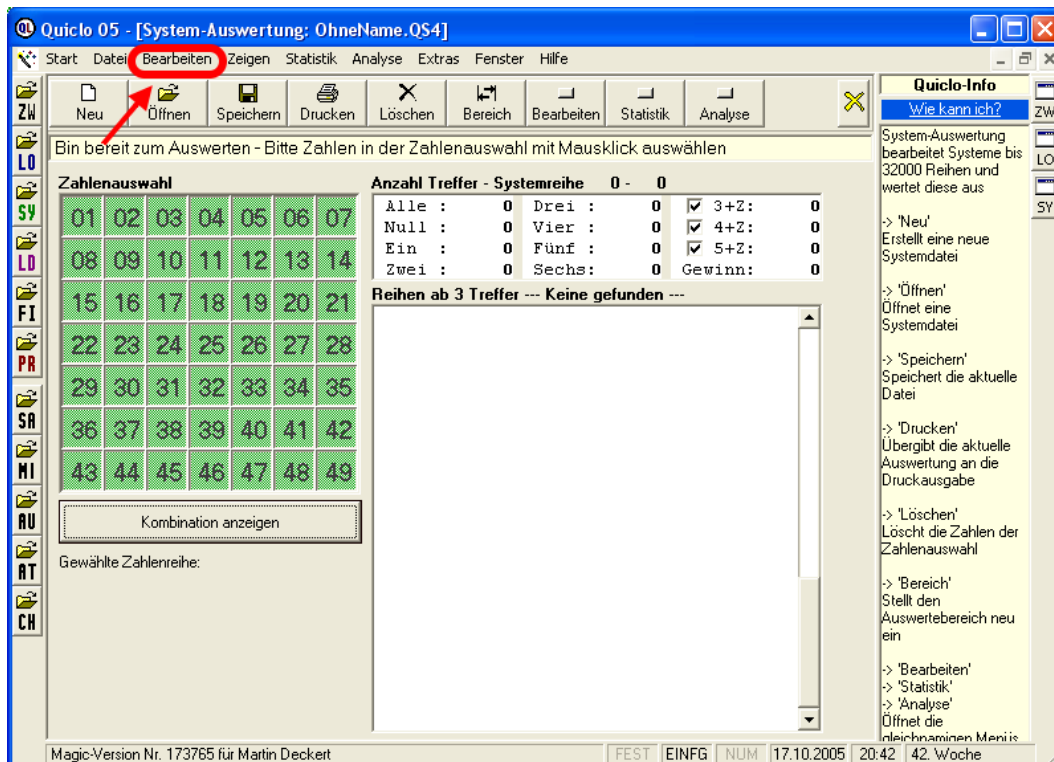 QL Quiclo 05 - [System-Auswertung: OhneName.QS4]
Start Datei Bearbeiten Zeigen Statistik Analyse Extras Fenster Hilfe
Neu Öffnen Speichern Drucken Löschen Bereich Bearbeiten Statistik Analyse
Bin bereit zum Auswerten - Bitte Zahlen in der Zahlenauswahl mit Mausklick auswählen
ZW
LO
SY
LD
FI
PR
SA
MI
AU
AT
CH
Zahlenauswahl
01 02 03 04 05 06 07
08 09 10 11 12 13 14
15 16 17 18 19 20 21
22 23 24 25 26 27 28
29 30 31 32 33 34 35
36 37 38 39 40 41 42
43 44 45 46 47 48 49
Kombination anzeigen
Gewählte Zahlenreihe:
Anzahl Treffer - Systemreihe 0 - 0
Alle : 0 Drei : 0 3+Z: 0
Null : 0 Vier : 0 4+Z: 0
Ein : 0 Fünf : 0 5+Z: 0
Zwei : 0 Sechs: 0 Gewinn: 0
Reihen ab 3 Treffer --- Keine gefunden ---
Quiclo-Info
Wie kann ich?
System-Auswertung
bearbeitet Systeme bis
32000 Reihen und
wertet diese aus
-> 'Neu'
Erstellt eine neue
Systemdatei
-> 'Öffnen'
Öffnet eine
Systemdatei
-> 'Speichern'
Speichert die aktuelle
Datei
-> 'Drucken'
Übergibt die aktuelle
Auswertung an die
Druckausgabe
-> 'Löschen'
Löscht die Zahlen der
Zahlenauswahl
-> 'Bereich'
Stellt den
Auswertebereich neu
ein
-> 'Bearbeiten'
-> 'Statistik'
-> 'Analyse'
Öffnet die
gleichnamigen Menüs
ZW
LO
SY
Magic-Version Nr. 173765 für Martin Deckert FEST EINFG NUM 17.10.2005 20:42 42. Woche